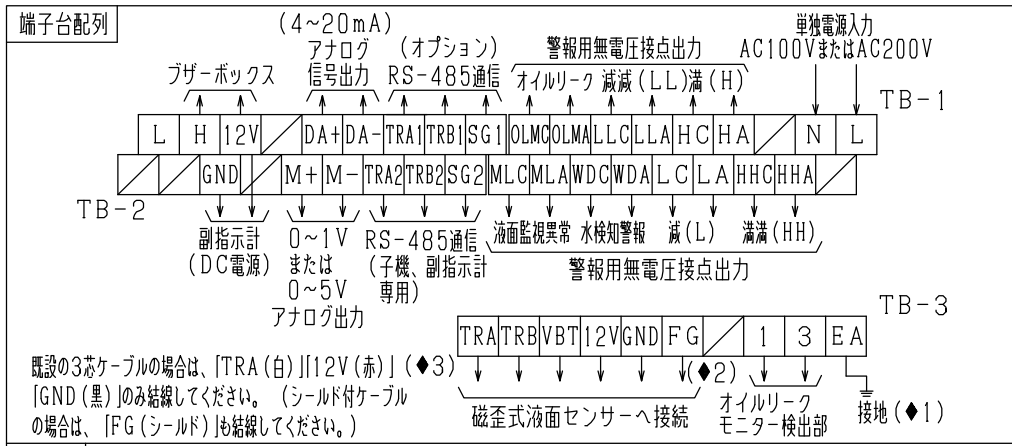 端子台配列
(4~20mA)
アナログ
信号出力
(オプション)
RS-485通信
警報用無電圧接点出力
オイルリーク 減減(LL)満(H)
単独電源入力
AC100VまたはAC200V
ブザーボックス
TB-1
L H 12V DA+ DA- TRA1 TRB1 SG1 OLMC OLMA LLC LLA HC HA N L
GND M+ M- TRA2 TRB2 SG2 MLC MLA WDC WDA LC LA HHC HHA
TB-2
副指示計
(DC電源)
0~1V
または
0~5V
アナログ出力
RS-485通信
(子機、副指示計
専用)
液面監視異常 水検知警報 減(L) 満満(HH)
警報用無電圧接点出力
TB-3
TRA TRB VBT 12V GND FG 1 3 EA
(◆2)
磁歪式液面センサーへ接続
オイルリーク
モニター検出部
接地(◆1)
既設の3芯ケーブルの場合は、「TRA(白)」「12V(赤)」(◆3)
「GND(黒)」のみ結線してください。 (シールド付ケーブル
の場合は、「FG(シールド)」も結線してください。)